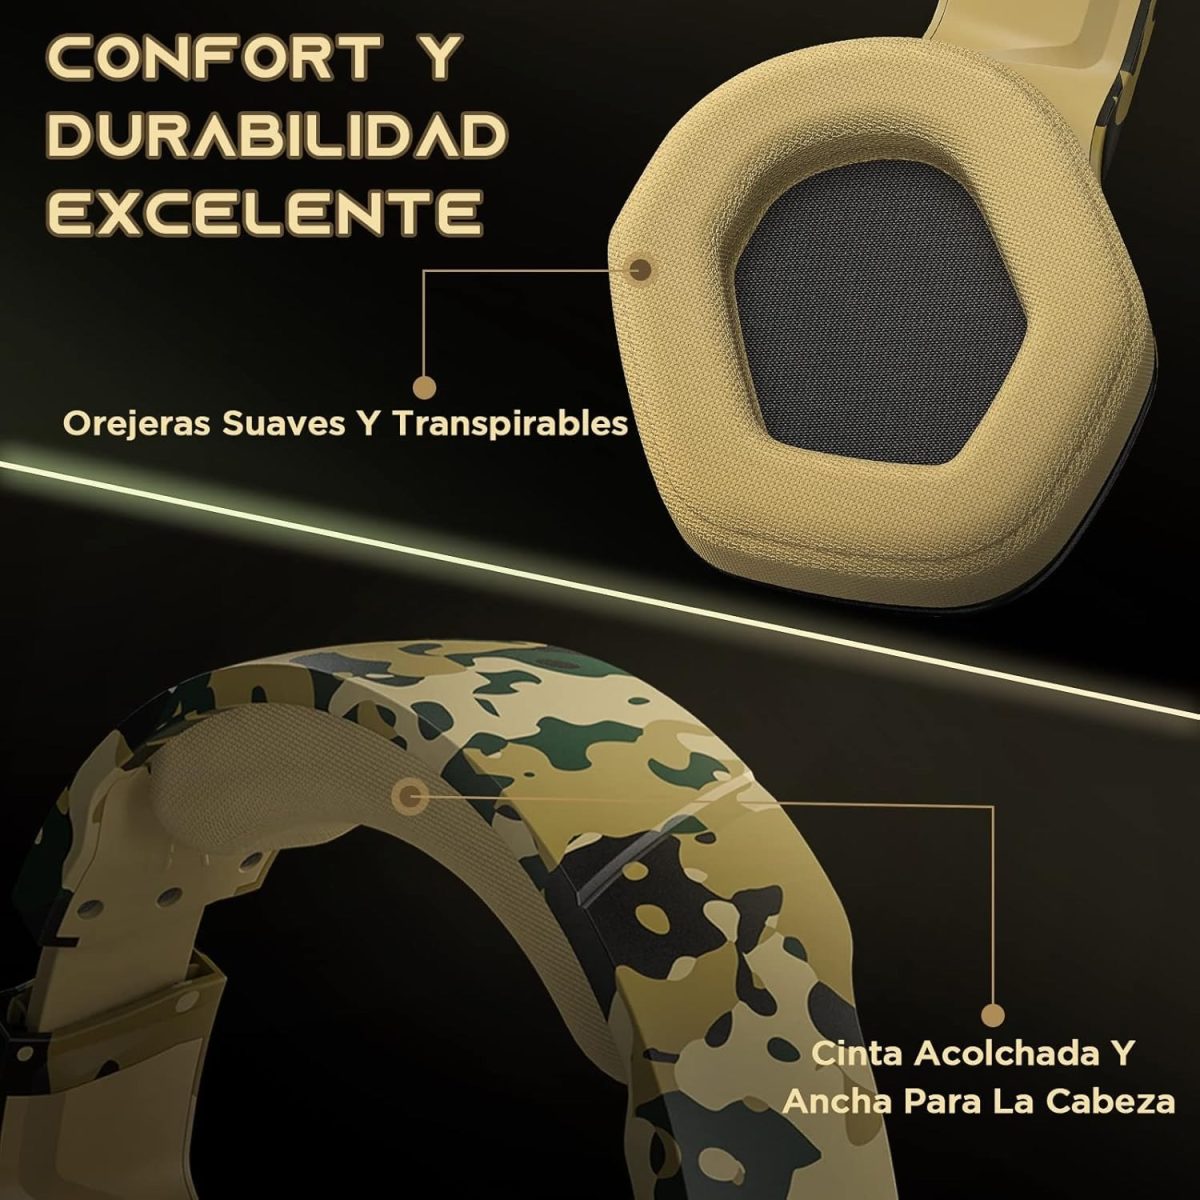 CONFORT Y
DURABILIDAD
EXCELENTE
Orejeras Suaves Y Transpirables
Cinta Acolchada Y
Ancha Para La Cabeza